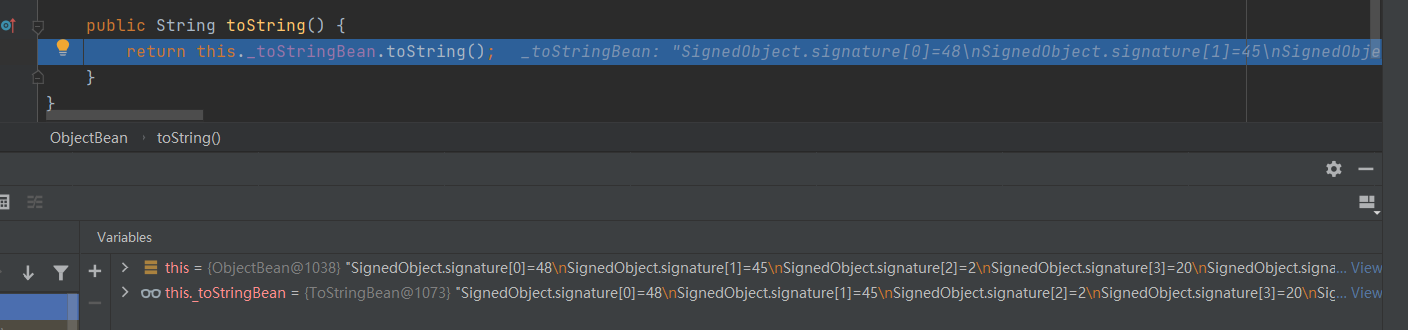 public String toString() {
return this._toStringBean.toString();   _toStringBean: "SignedObject.signature[0]=48\nSignedObject.signature[1]=45\nSignedObje
}
}
ObjectBean › toString()
Variables
this = {ObjectBean@1038} "SignedObject.signature[0]=48\nSignedObject.signature[1]=45\nSignedObject.signature[2]=2\nSignedObject.signature[3]=20\nSignedObject.signa... View
this._toStringBean = {ToStringBean@1073} "SignedObject.signature[0]=48\nSignedObject.signature[1]=45\nSignedObject.signature[2]=2\nSignedObject.signature[3]=20\nSig... View